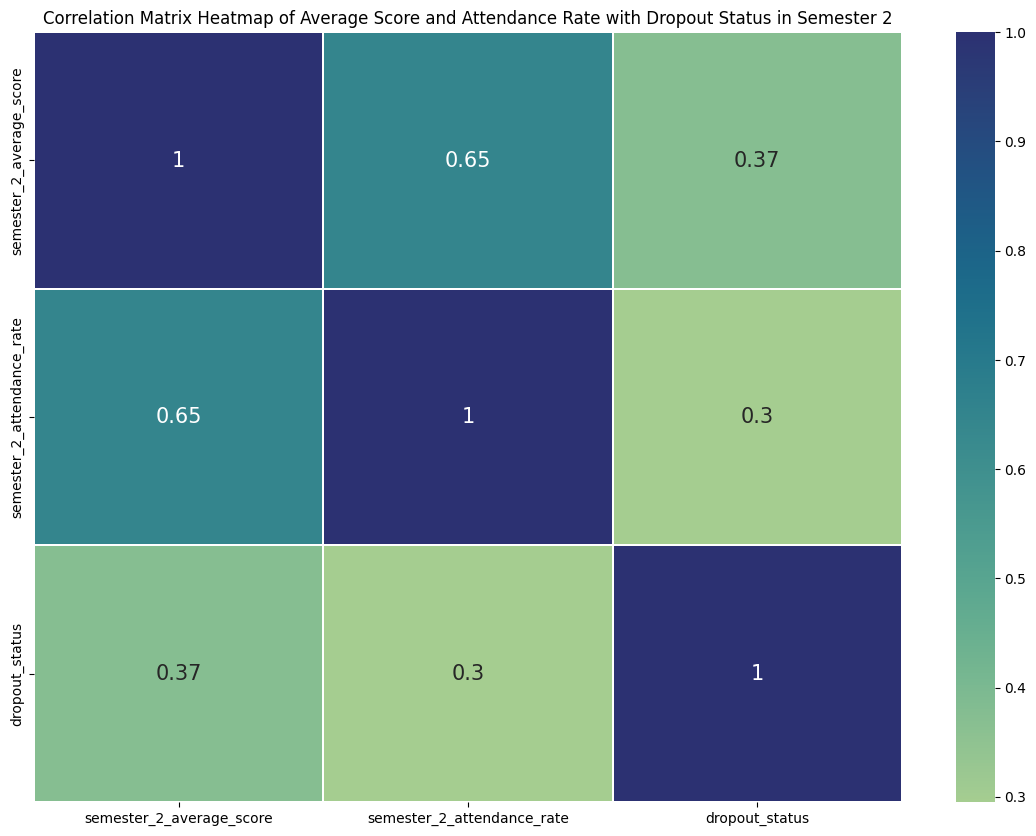 Correlation Matrix Heatmap of Average Score and Attendance Rate with Dropout Status in Semester 2
semester_2_average_score
1
0.65
0.37
semester_2_attendance_rate
0.65
1
0.3
dropout_status
0.37
0.3
1
semester_2_average_score
semester_2_attendance_rate
dropout_status
1.0
0.9
0.8
0.7
0.6
0.5
0.4
0.3